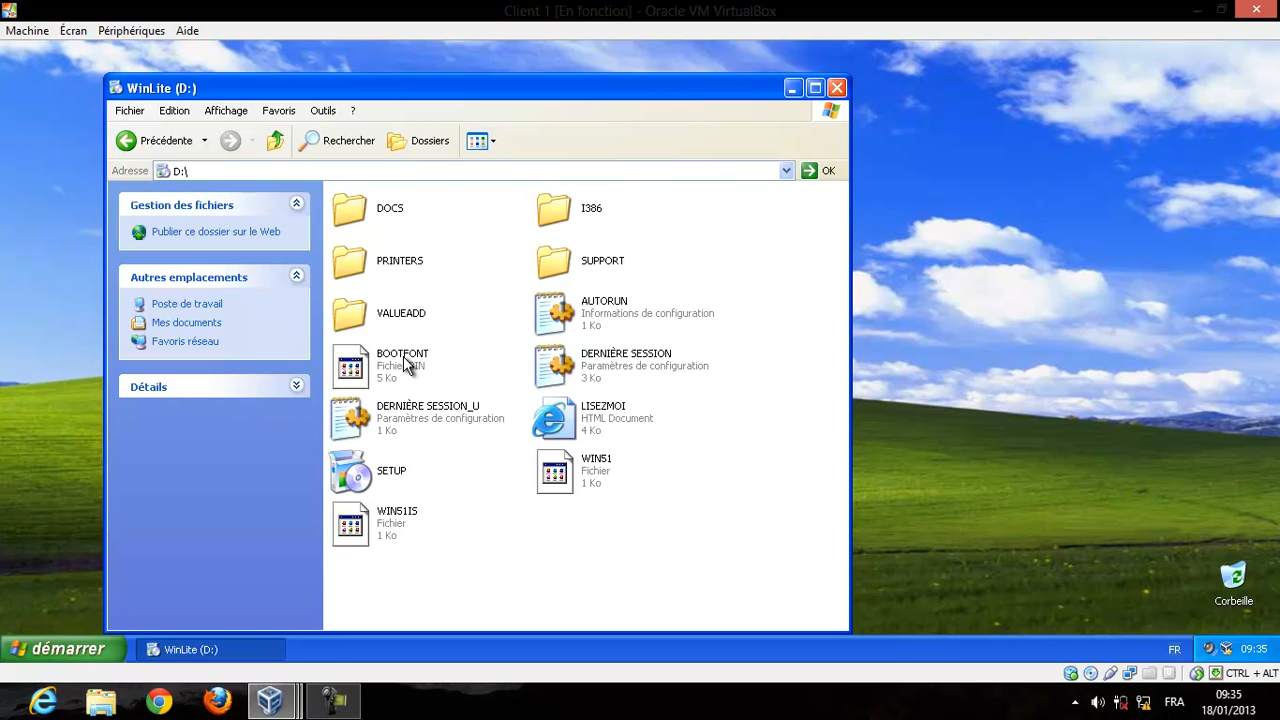 Client 1 [En fonction] - Oracle VM VirtualBox
Machine Écran Périphériques Aide
WinLite (D:)
Fichier Edition Affichage Favoris Outils ?
Précédente Rechercher Dossiers
Adresse D:\ OK
Gestion des fichiers
Publier ce dossier sur le Web
Autres emplacements
Poste de travail
Mes documents
Favoris réseau
Détails
DOCS
I386
PRINTERS
SUPPORT
VALUEADD
AUTORUN
Informations de configuration
1 Ko
BOOTFONT
5 Ko
DERNIÈRE SESSION
Paramètres de configuration
3 Ko
DERNIÈRE SESSION_U
Paramètres de configuration
1 Ko
LISEZMOI
HTML Document
4 Ko
SETUP
WIN51
Fichier
1 Ko
WIN51IS
Fichier
1 Ko
Corbeille
démarrer WinLite (D:) FR 09:35
CTRL + ALT
FRA 09:35
18/01/2013